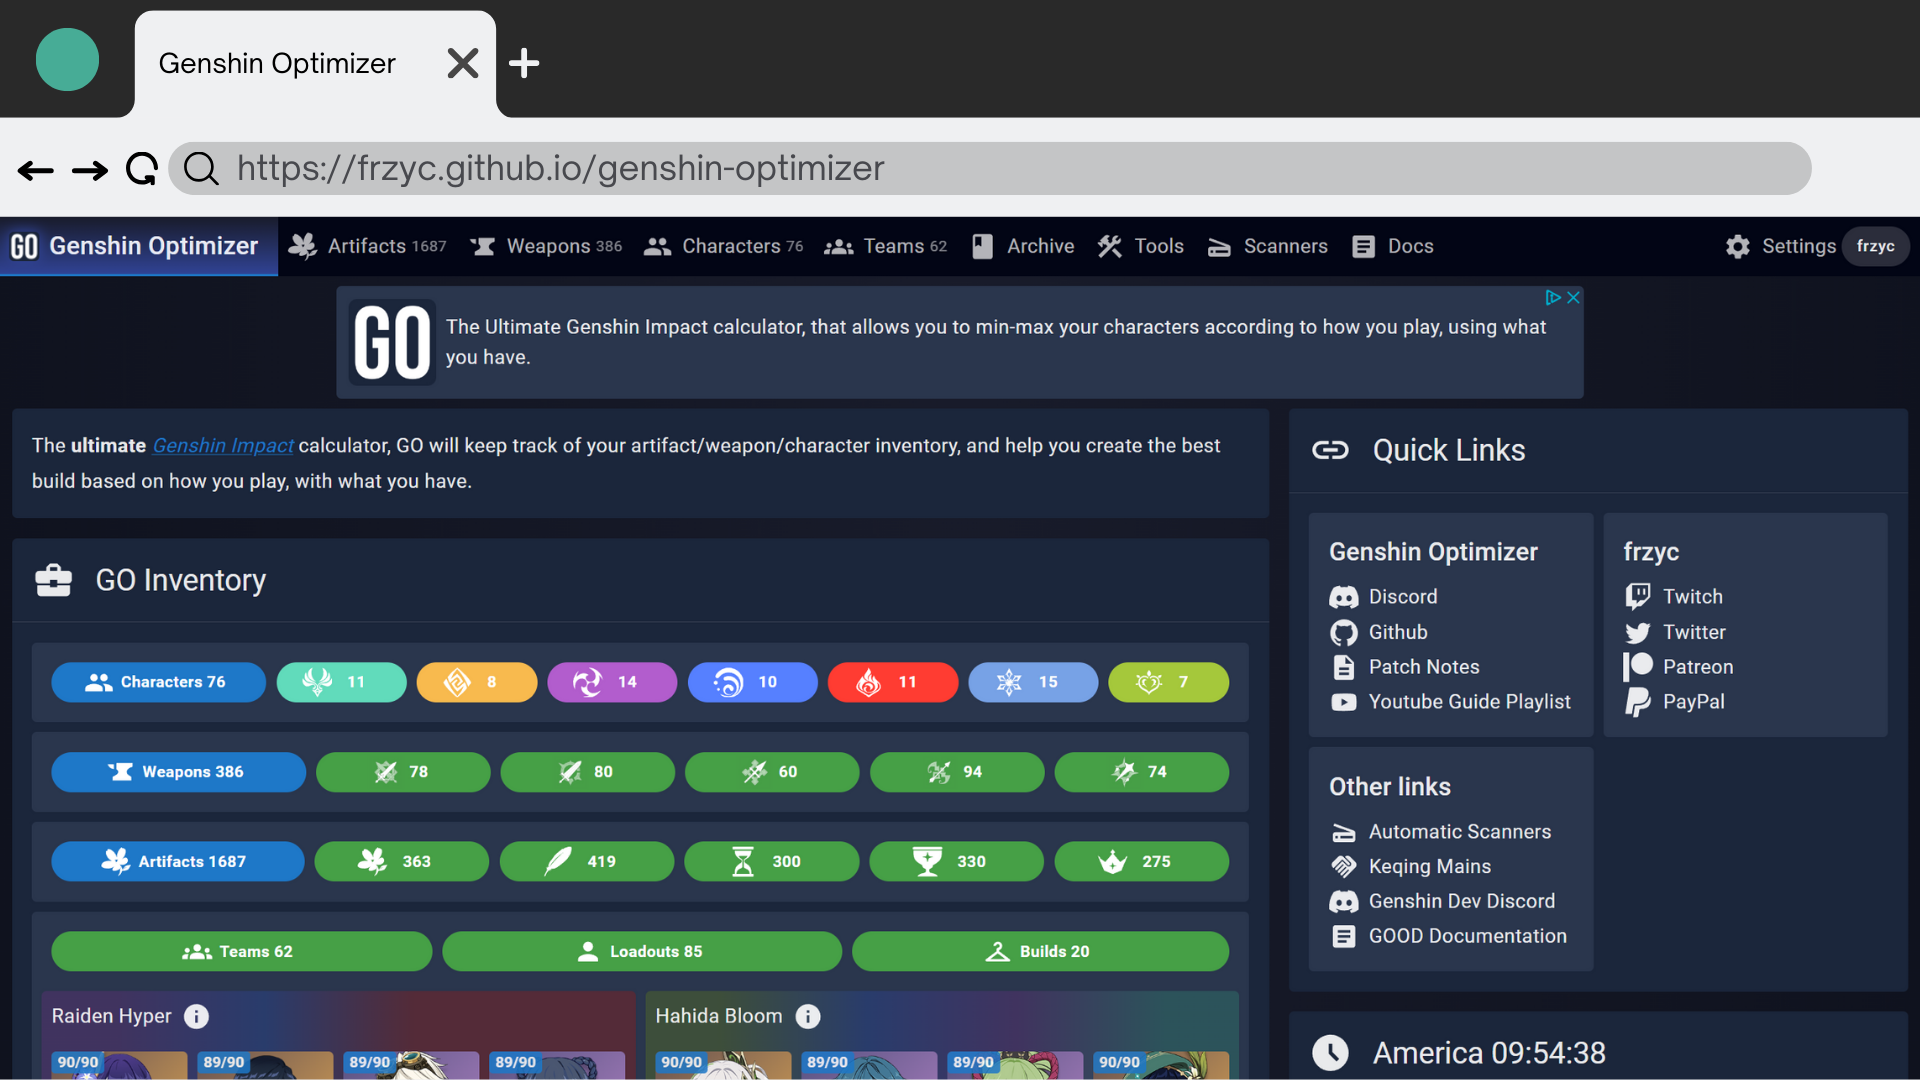 Genshin Optimizer
https://frzyc.github.io/genshin-optimizer
GO Genshin Optimizer Artifacts 1687 Weapons 386 Characters 76 Teams 62 Archive Tools Scanners Docs Settings frzyc
GO
The Ultimate Genshin Impact calculator, that allows you to min-max your characters according to how you play, using what
you have.
The ultimate Genshin Impact calculator, GO will keep track of your artifact/weapon/character inventory, and help you create the best
build based on how you play, with what you have.
GO Inventory
Characters 76 11 8 14 10 11 15 7
Weapons 386 78 80 60 94 74
Artifacts 1687 363 419 300 330 275
Teams 62 Loadouts 85 Builds 20
Raiden Hyper
90/90 89/90 89/90 89/90
Hahida Bloom
90/90 89/90 89/90 90/90
Quick Links
Genshin Optimizer
Discord
Github
Patch Notes
Youtube Guide Playlist
frzyc
Twitch
Twitter
Patreon
PayPal
Other links
Automatic Scanners
Keqing Mains
Genshin Dev Discord
GOOD Documentation
America 09:54:38